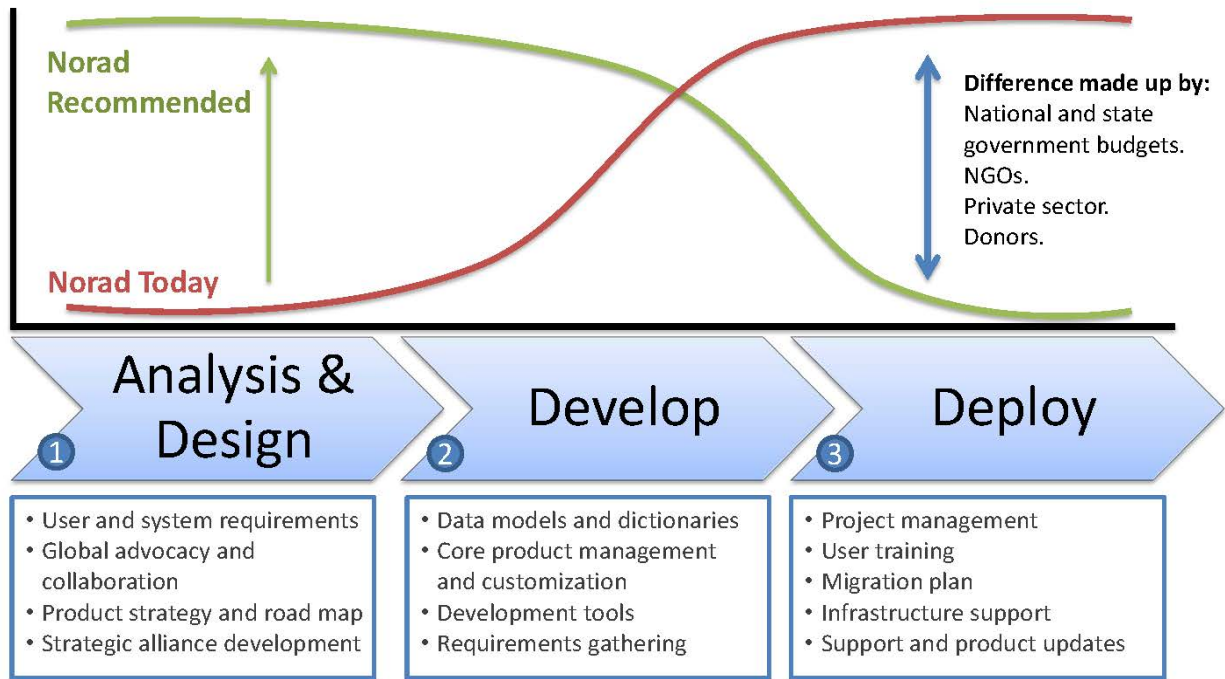 Norad
Recommended
Norad Today
Difference made up by:
National and state
government budgets.
NGOs.
Private sector.
Donors.
Analysis &
Design
1
Develop
2
Deploy
3
• User and system requirements
• Global advocacy and
collaboration
• Product strategy and road map
• Strategic alliance development
• Data models and dictionaries
• Core product management
and customization
• Development tools
• Requirements gathering
• Project management
• User training
• Migration plan
• Infrastructure support
• Support and product updates